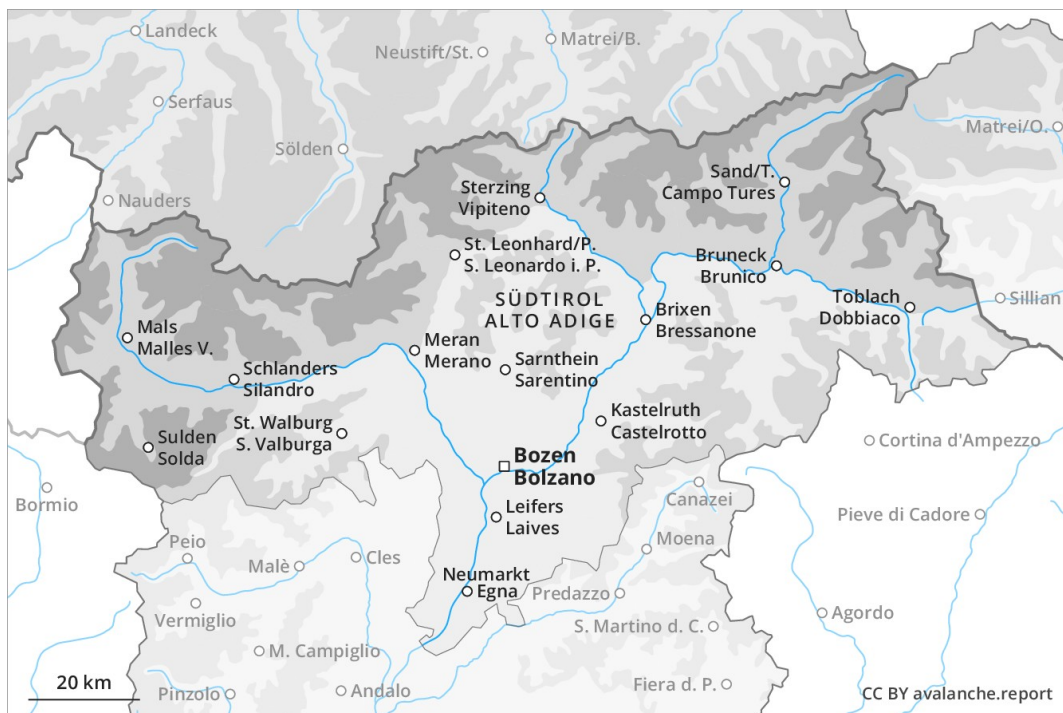 Landeck
Neustift/St.
Matrei/B.
Serfaus
Matrei/O.
Sölden
Sand/T.
Campo Tures
Sterzing
Vipiteno
Nauders
St. Leonhard/P.
S. Leonardo i. P.
Bruneck
Brunico
SÜDTIROL
ALTO ADIGE
Toblach
Dobbiaco
Sillian
Brixen
Bressanone
Mals
Malles V.
Meran
Merano
Sarnthein
Sarentino
Schlanders
Silandro
St. Walburg
S. Valburga
Kastelruth
Castelrotto
Sulden
Solda
Cortina d'Ampezzo
Bozen
Bolzano
Bormio
Canazei
Leifers
Laives
Pieve di Cadore
Moena
Peio
Malè
Cles
Neumarkt
Egna
Predazzo
Vermiglio
Agordo
S. Martino d. C.
M. Campiglio
20 km
Pinzolo
Andalo
Fiera d. P.
CC BY avalanche.report